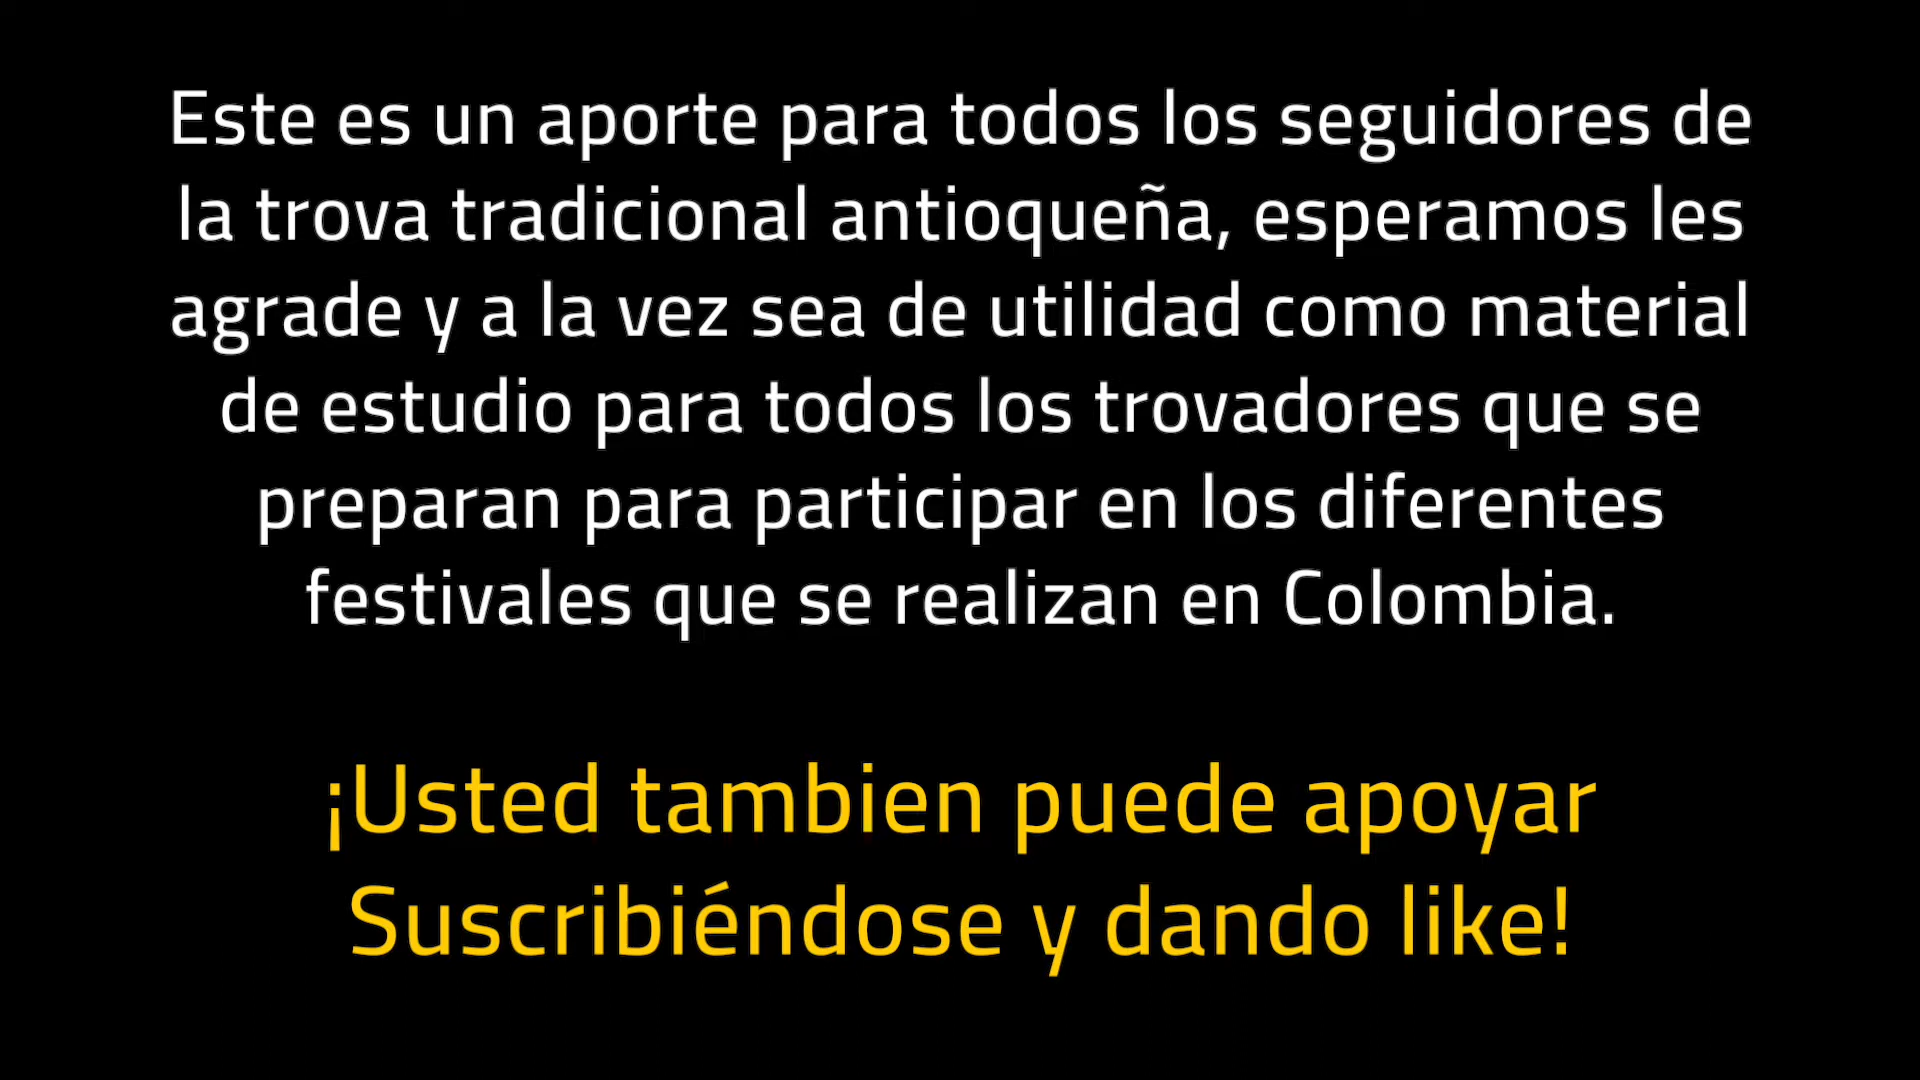 Este es un aporte para todos los seguidores de
la trova tradicional antioqueña, esperamos les
agrade y a la vez sea de utilidad como material
de estudio para todos los trovadores que se
preparan para participar en los diferentes
festivales que se realizan en Colombia.
¡Usted tambien puede apoyar
Suscribiéndose y dando like!